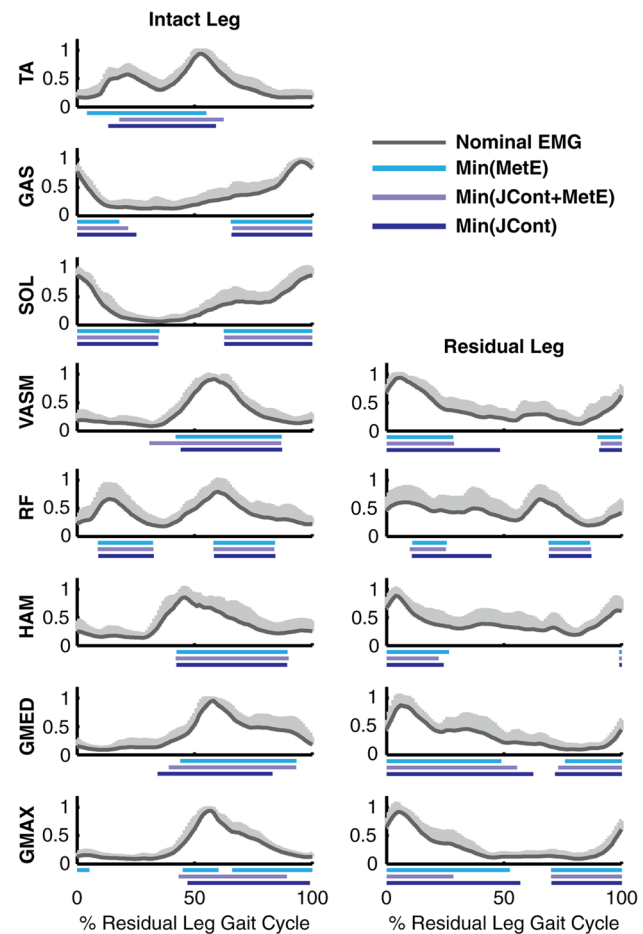 Intact Leg
TA
1
0.5
0
Nominal EMG
Min(MetE)
Min(JCont+MetE)
Min(JCont)
GAS
1
0.5
0
SOL
1
0.5
0
Residual Leg
VASM
1
0.5
0
1
0.5
0
RF
1
0.5
0
1
0.5
0
HAM
1
0.5
0
1
0.5
0
GMED
1
0.5
0
1
0.5
0
GMAX
1
0.5
0
1
0.5
0
0 50 100 0 50 100
% Residual Leg Gait Cycle % Residual Leg Gait Cycle